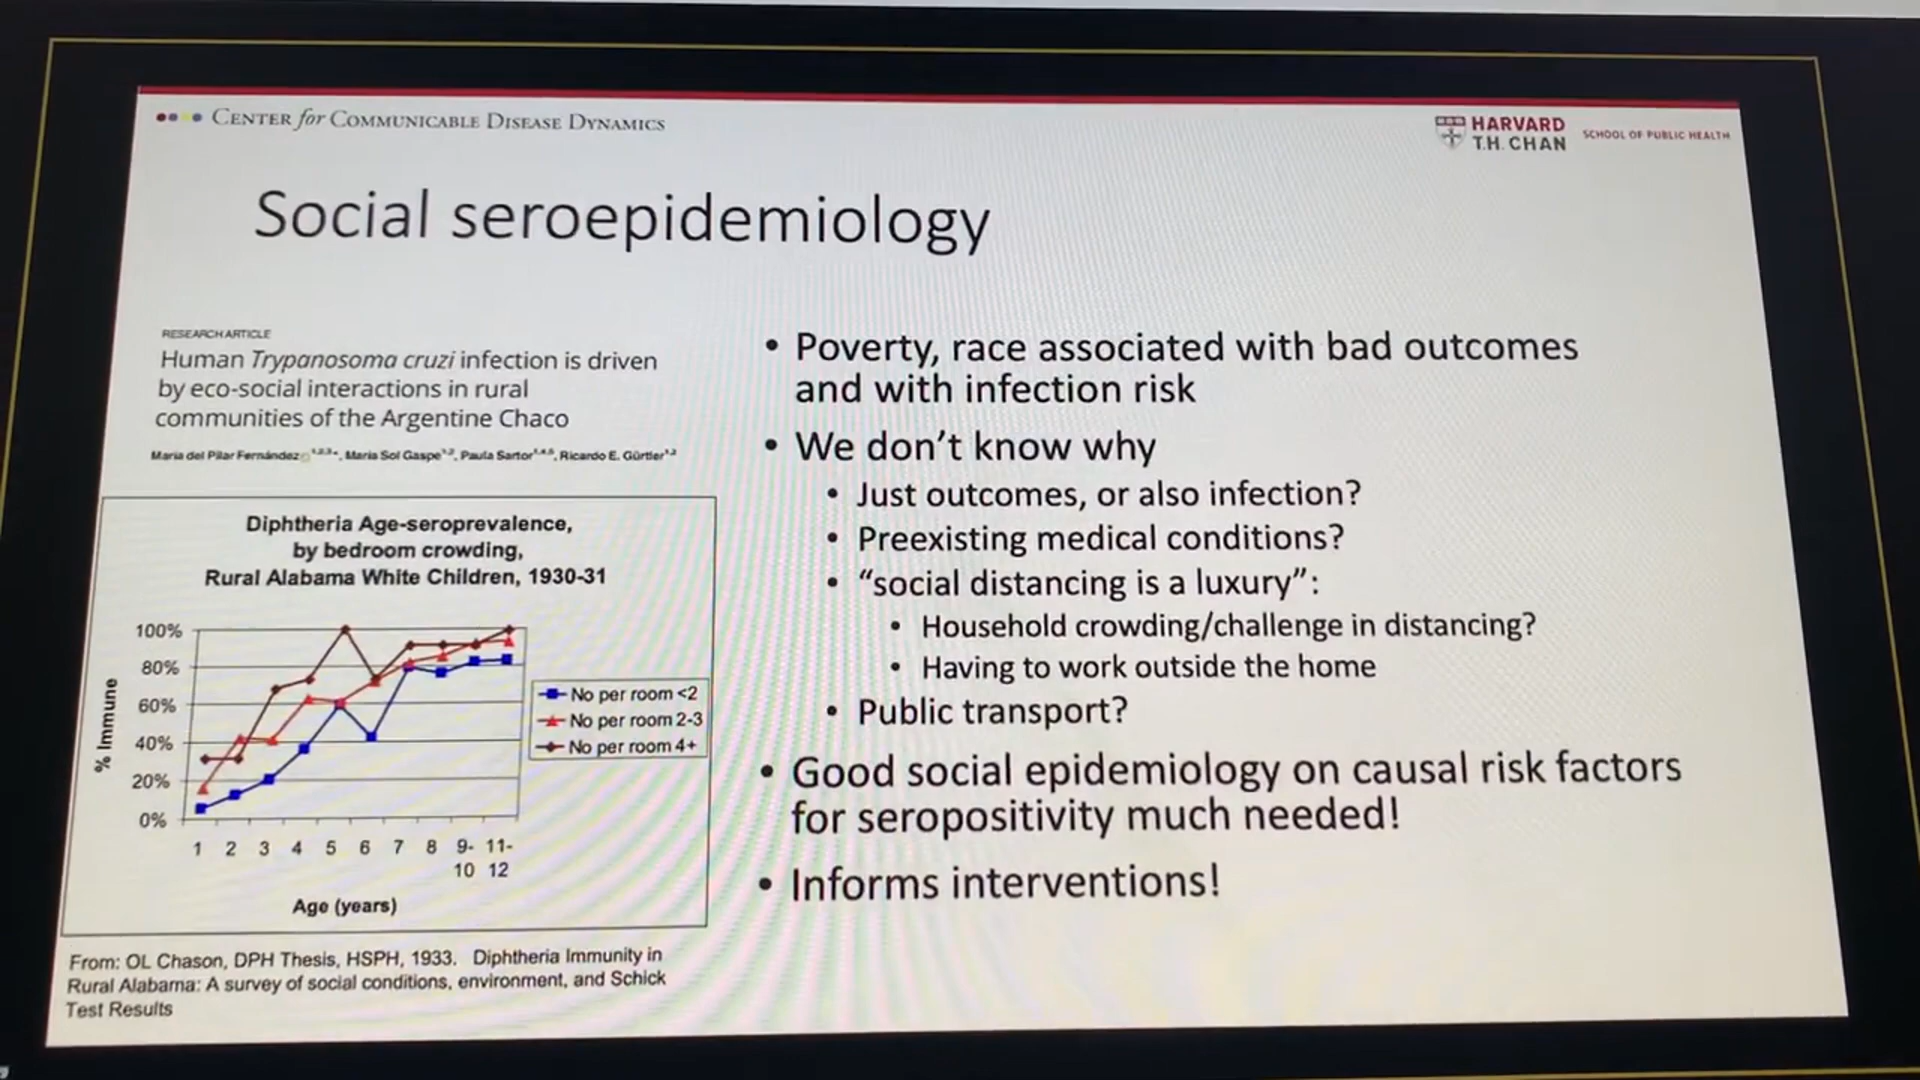 CENTER for COMMUNICABLE DISEASE DYNAMICS
HARVARD
T.H. CHAN
SCHOOL OF PUBLIC HEALTH
Social seroepidemiology
RESEARCH ARTICLE
Human Trypanosoma cruzi infection is driven
by eco-social interactions in rural
communities of the Argentine Chaco
María del Pilar Fernández, María Sol Gaspe, Paula Sartor, Ricardo E. Gürtler
Diphtheria Age-seroprevalence,
by bedroom crowding,
Rural Alabama White Children, 1930-31
% Immune
100%
80%
60%
40%
20%
0%
1 2 3 4 5 6 7 8 9- 11-
10 12
Age (years)
No per room <2
No per room 2-3
No per room 4+
From: OL Chason, DPH Thesis, HSPH, 1933. Diphtheria Immunity in
Rural Alabama: A survey of social conditions, environment, and Schick
Test Results
• Poverty, race associated with bad outcomes
and with infection risk
• We don’t know why
• Just outcomes, or also infection?
• Preexisting medical conditions?
• “social distancing is a luxury”:
• Household crowding/challenge in distancing?
• Having to work outside the home
• Public transport?
• Good social epidemiology on causal risk factors
for seropositivity much needed!
• Informs interventions!